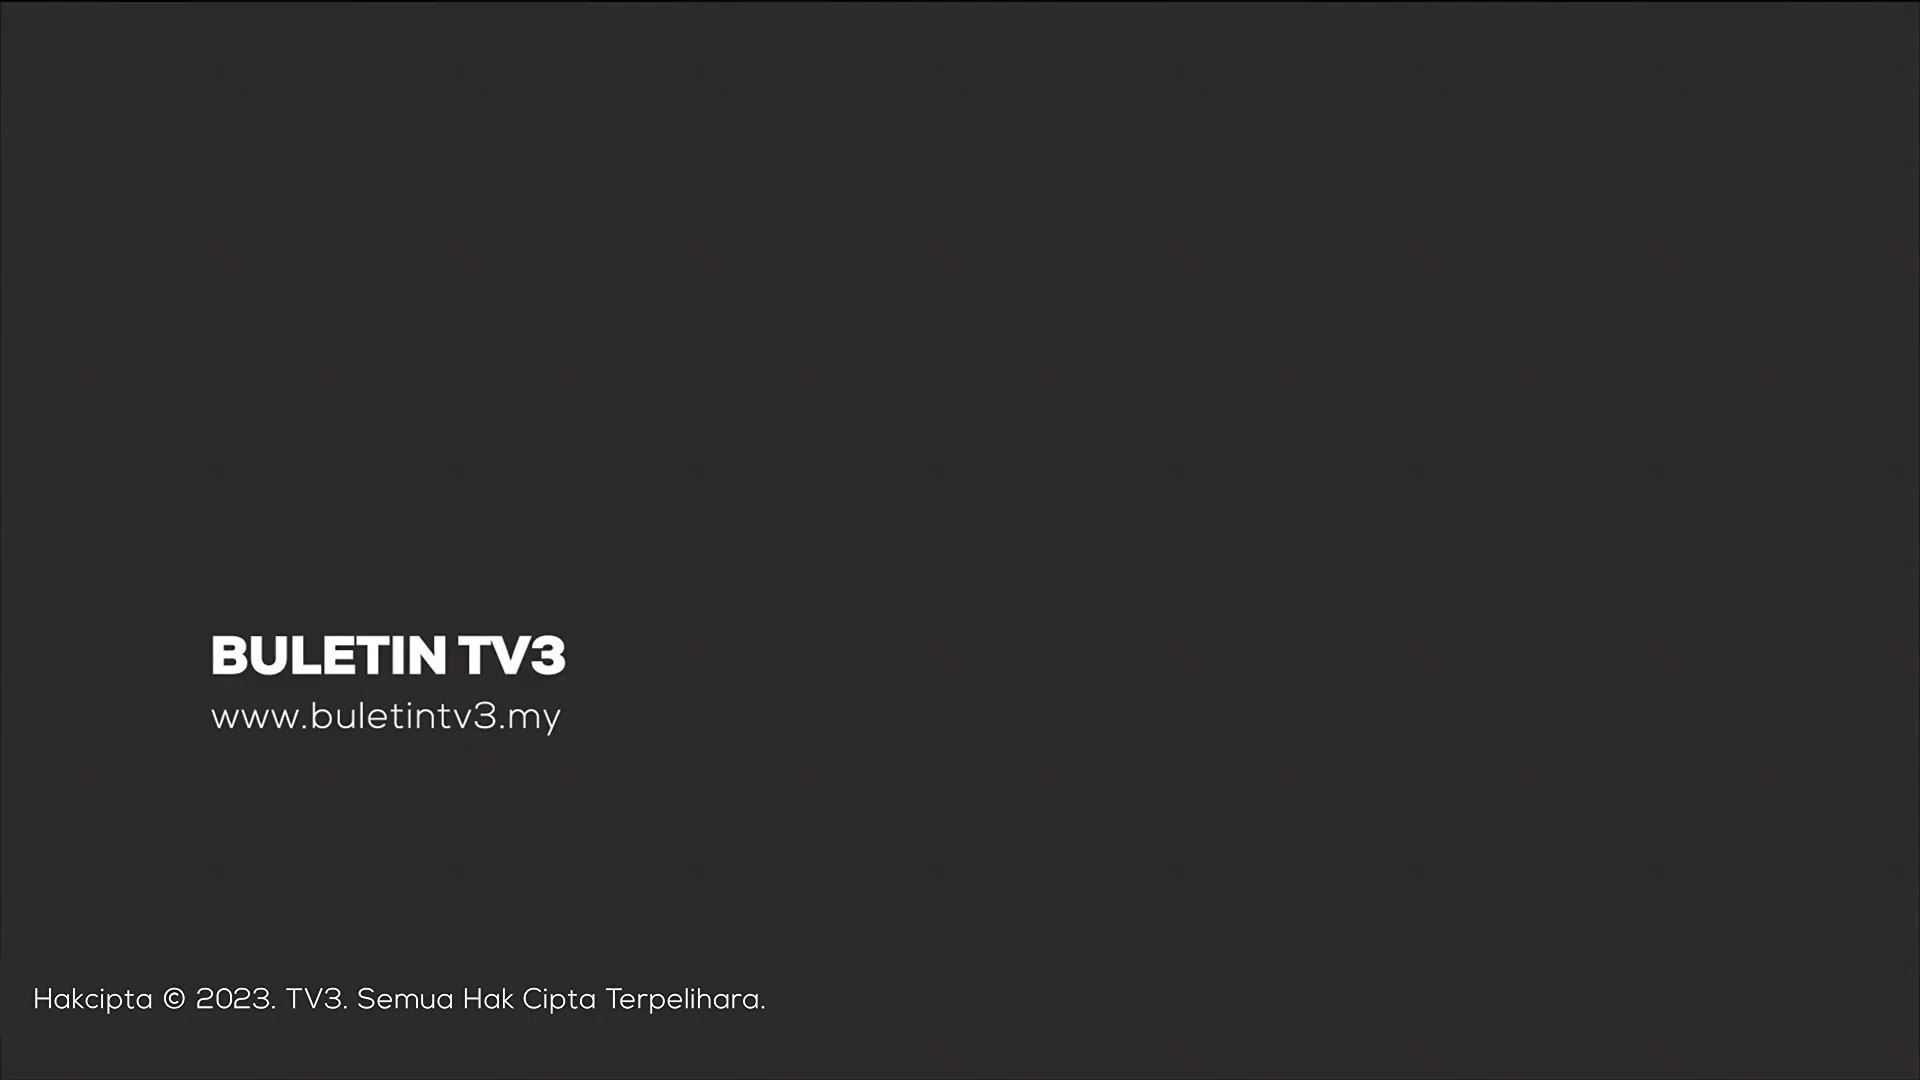 BULETIN TV3
www.buletintv3.my
Hakcipta © 2023. TV3. Semua Hak Cipta Terpelihara.